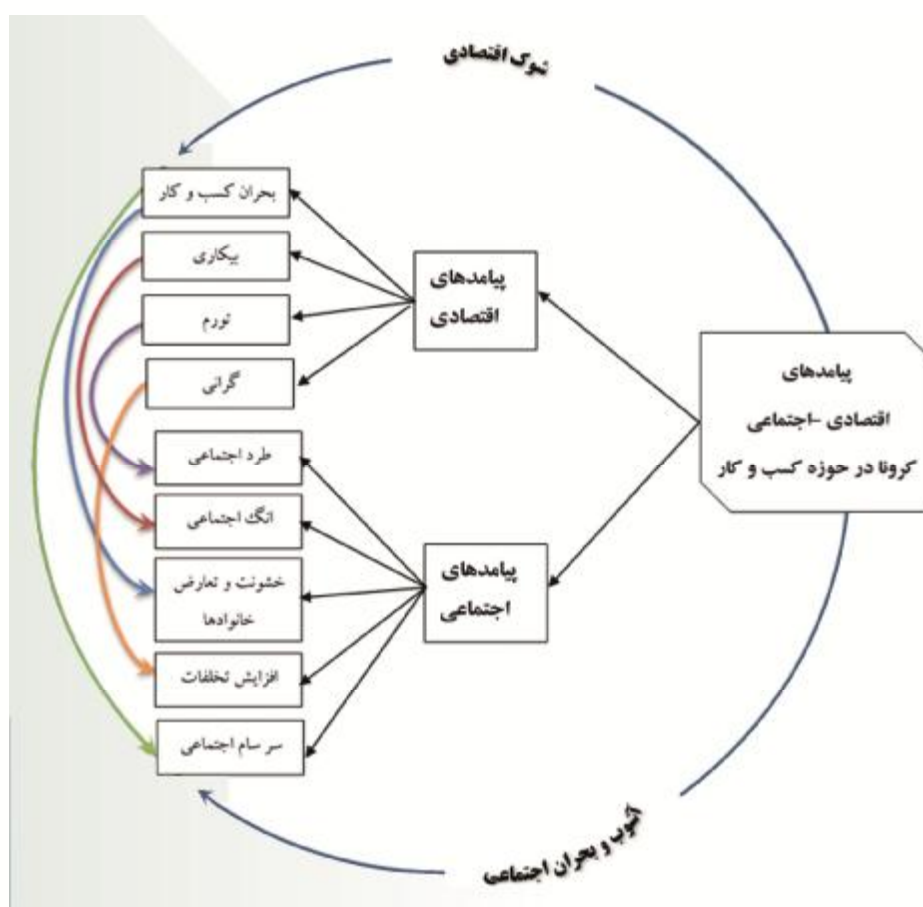 شوک اقتصادی
پیامدهای
اقتصادی -اجتماعی
کرونا در حوزه کسب و کار
پیامدهای
اقتصادی
بحران کسب و کار
بیکاری
تورم
گرانی
پیامدهای
اجتماعی
طرد اجتماعی
انگ اجتماعی
خشونت و تعارض
خانوادها
افزایش تخلفات
سر سام اجتماعی
آشوب و بحران اجتماعی